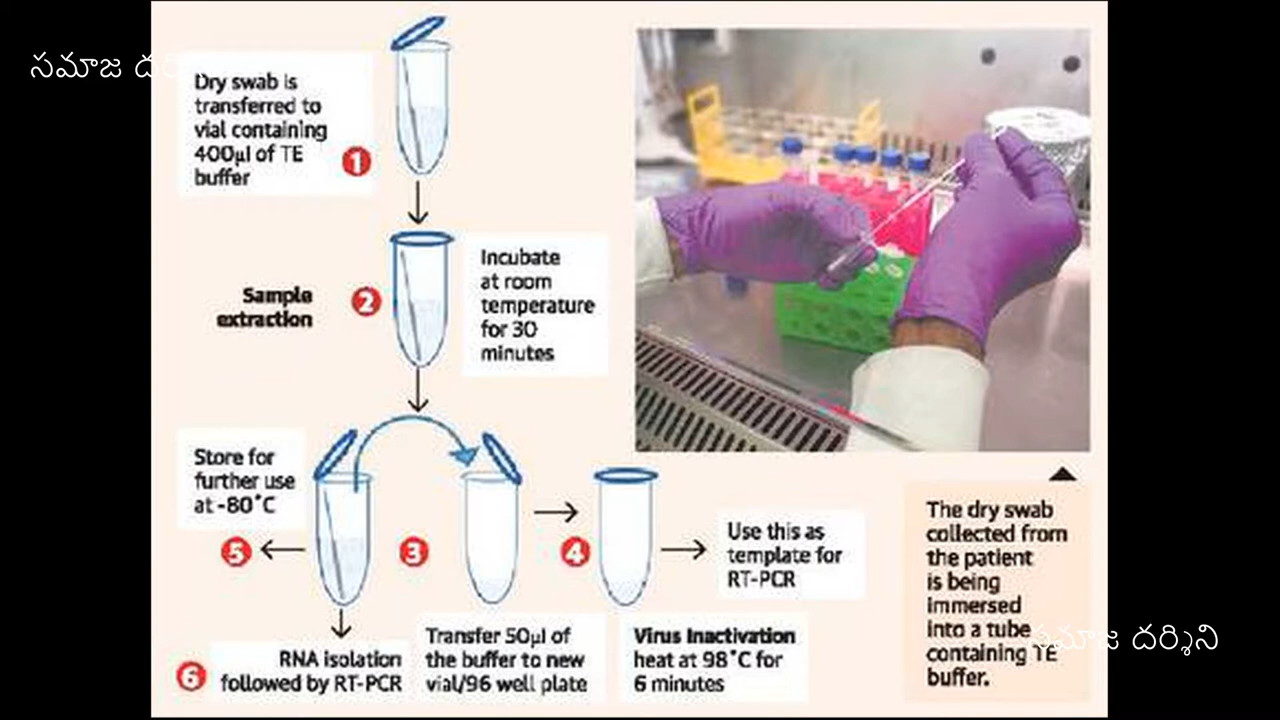 సమాజ దర్శిని
Dry swab is
transferred to
vial containing
400µl of TE
buffer
1
Sample
extraction
2
Incubate
at room
temperature
for 30
minutes
Store for
further use
at -80°C
5
3
4
Use this as
template for
RT-PCR
6
RNA isolation
followed by RT-PCR
Transfer 50µl of
the buffer to new
vial/96 well plate
Virus Inactivation
heat at 98°C for
6 minutes
The dry swab
collected from
the patient
is being
immersed
into a tube
containing TE
buffer.
సమాజ దర్శిని